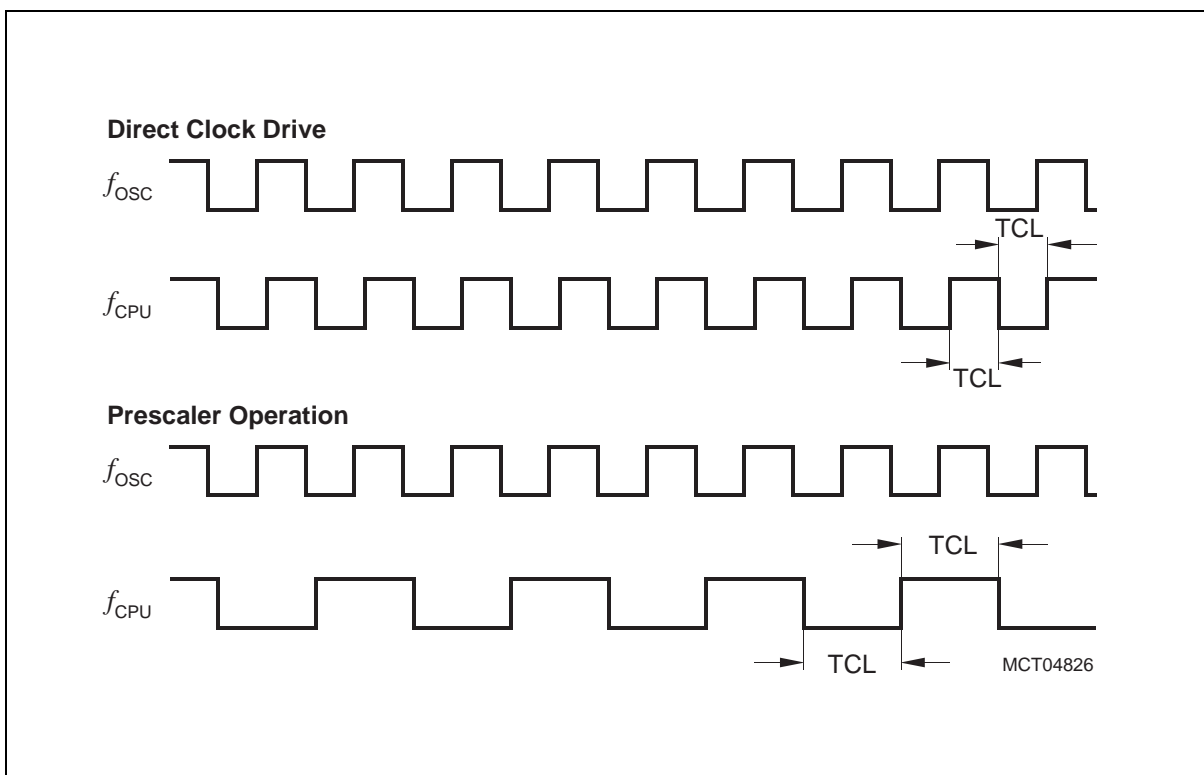 Direct Clock Drive
fOSC
TCL
fCPU
TCL
Prescaler Operation
fOSC
TCL
fCPU
TCL
MCT04826